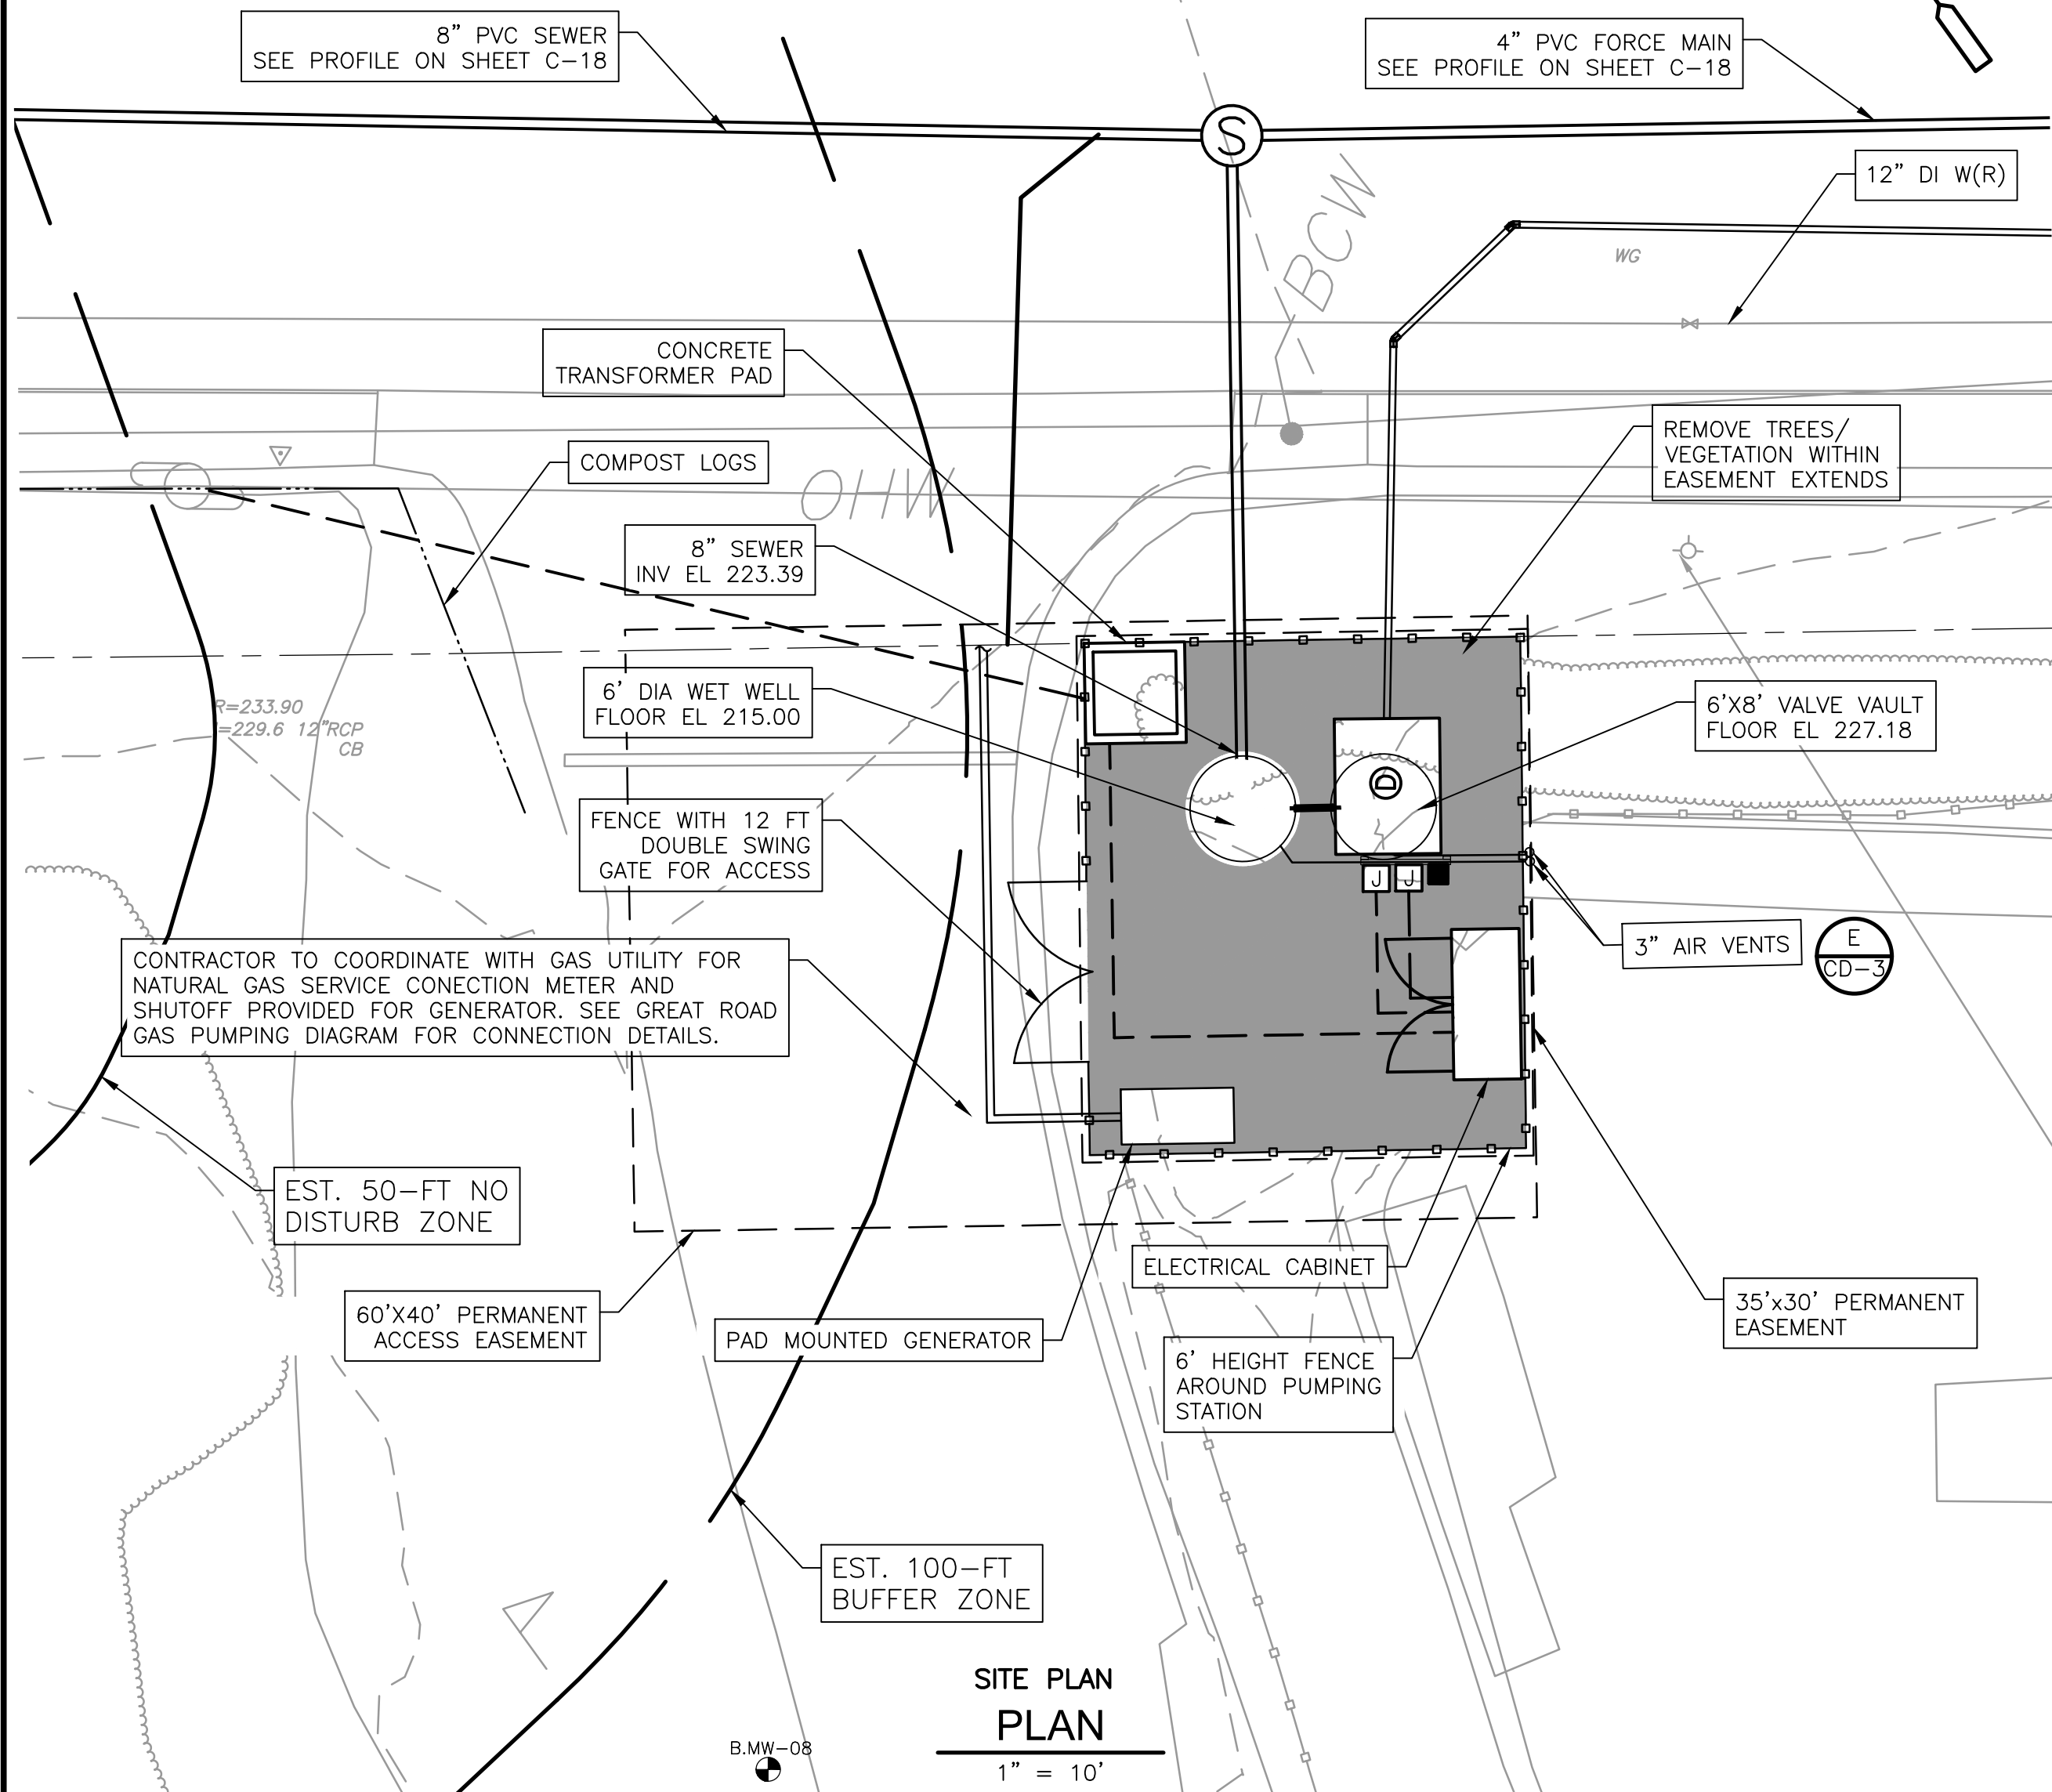 8" PVC SEWER
SEE PROFILE ON SHEET C-18
4" PVC FORCE MAIN
SEE PROFILE ON SHEET C-18
S
12" DI W(R)
BCW
WG
CONCRETE
TRANSFORMER PAD
REMOVE TREES/
VEGETATION WITHIN
EASEMENT EXTENDS
COMPOST LOGS
OHW
8" SEWER
INV EL 223.39
6' DIA WET WELL
FLOOR EL 215.00
6'X8' VALVE VAULT
FLOOR EL 227.18
R=233.90
=229.6 12"RCP
CB
D
FENCE WITH 12 FT
DOUBLE SWING
GATE FOR ACCESS
J
J
3" AIR VENTS
E
CD-3
CONTRACTOR TO COORDINATE WITH GAS UTILITY FOR
NATURAL GAS SERVICE CONECTION METER AND
SHUTOFF PROVIDED FOR GENERATOR. SEE GREAT ROAD
GAS PUMPING DIAGRAM FOR CONNECTION DETAILS.
EST. 50-FT NO
DISTURB ZONE
ELECTRICAL CABINET
60'X40' PERMANENT
ACCESS EASEMENT
PAD MOUNTED GENERATOR
35'x30' PERMANENT
EASEMENT
6' HEIGHT FENCE
AROUND PUMPING
STATION
EST. 100-FT
BUFFER ZONE
SITE PLAN
PLAN
1" = 10'
B.MW-08